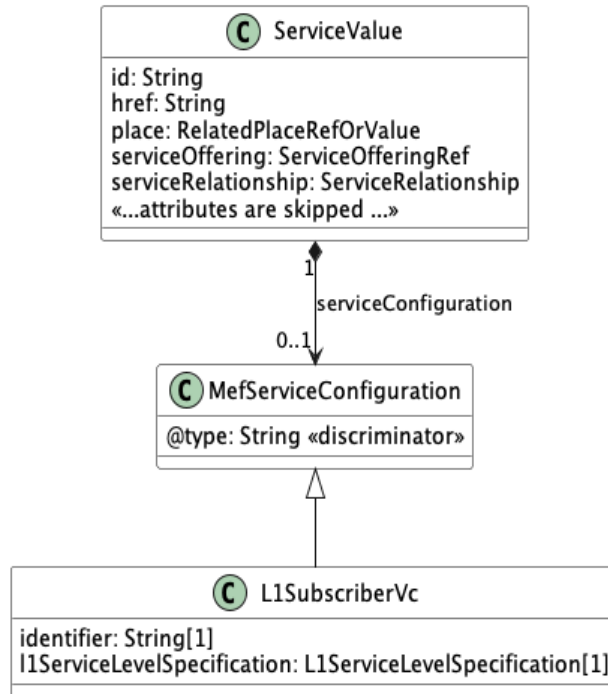 C ServiceValue
id: String
href: String
place: RelatedPlaceRefOrValue
serviceOffering: ServiceOfferingRef
serviceRelationship: ServiceRelationship
«...attributes are skipped ...»
1
serviceConfiguration
0..1
C MefServiceConfiguration
@type: String «discriminator»
C L1SubscriberVc
identifier: String[1]
l1ServiceLevelSpecification: L1ServiceLevelSpecification[1]